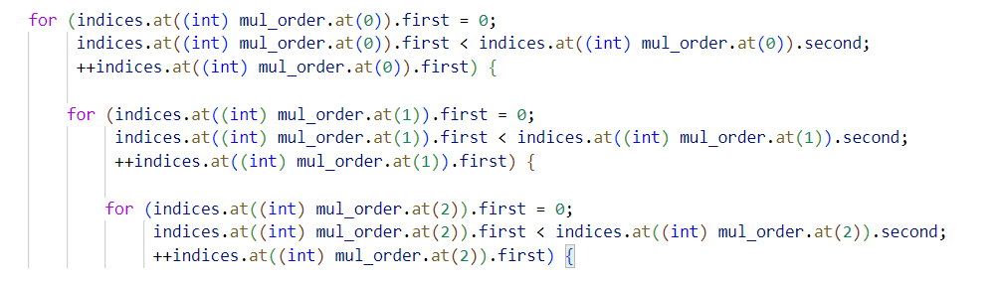 for (indices.at((int) mul_order.at(0)).first = 0;
indices.at((int) mul_order.at(0)).first < indices.at((int) mul_order.at(0)).second;
++indices.at((int) mul_order.at(0)).first) {
for (indices.at((int) mul_order.at(1)).first = 0;
indices.at((int) mul_order.at(1)).first < indices.at((int) mul_order.at(1)).second;
++indices.at((int) mul_order.at(1)).first) {
for (indices.at((int) mul_order.at(2)).first = 0;
indices.at((int) mul_order.at(2)).first < indices.at((int) mul_order.at(2)).second;
++indices.at((int) mul_order.at(2)).first) {